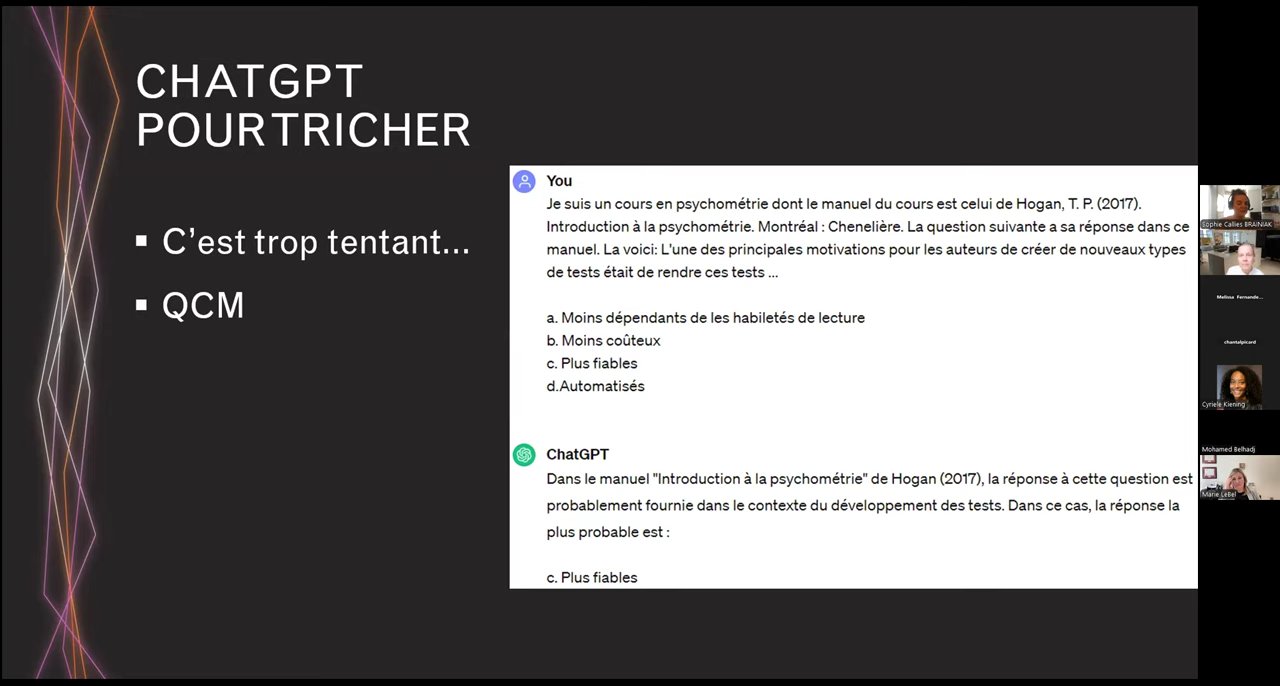 CHATGPT
POUR TRICHER
▪ C'est trop tentant...
▪ QCM
You
Je suis un cours en psychométrie dont le manuel du cours est celui de Hogan, T. P. (2017).
Introduction à la psychométrie. Montréal : Chenelière. La question suivante a sa réponse dans ce
manuel. La voici: L'une des principales motivations pour les auteurs de créer de nouveaux types
de tests était de rendre ces tests ...
a. Moins dépendants de les habiletés de lecture
b. Moins coûteux
c. Plus fiables
d.Automatisés
ChatGPT
Dans le manuel "Introduction à la psychométrie" de Hogan (2017), la réponse à cette question est
probablement fournie dans le contexte du développement des tests. Dans ce cas, la réponse la
plus probable est :
c. Plus fiables
Sophie Callies BRAINIAK
Melissa Fernande...
chantalpicard
Cyriele Kiening
Mohamed Belhadj
Marie LeBel